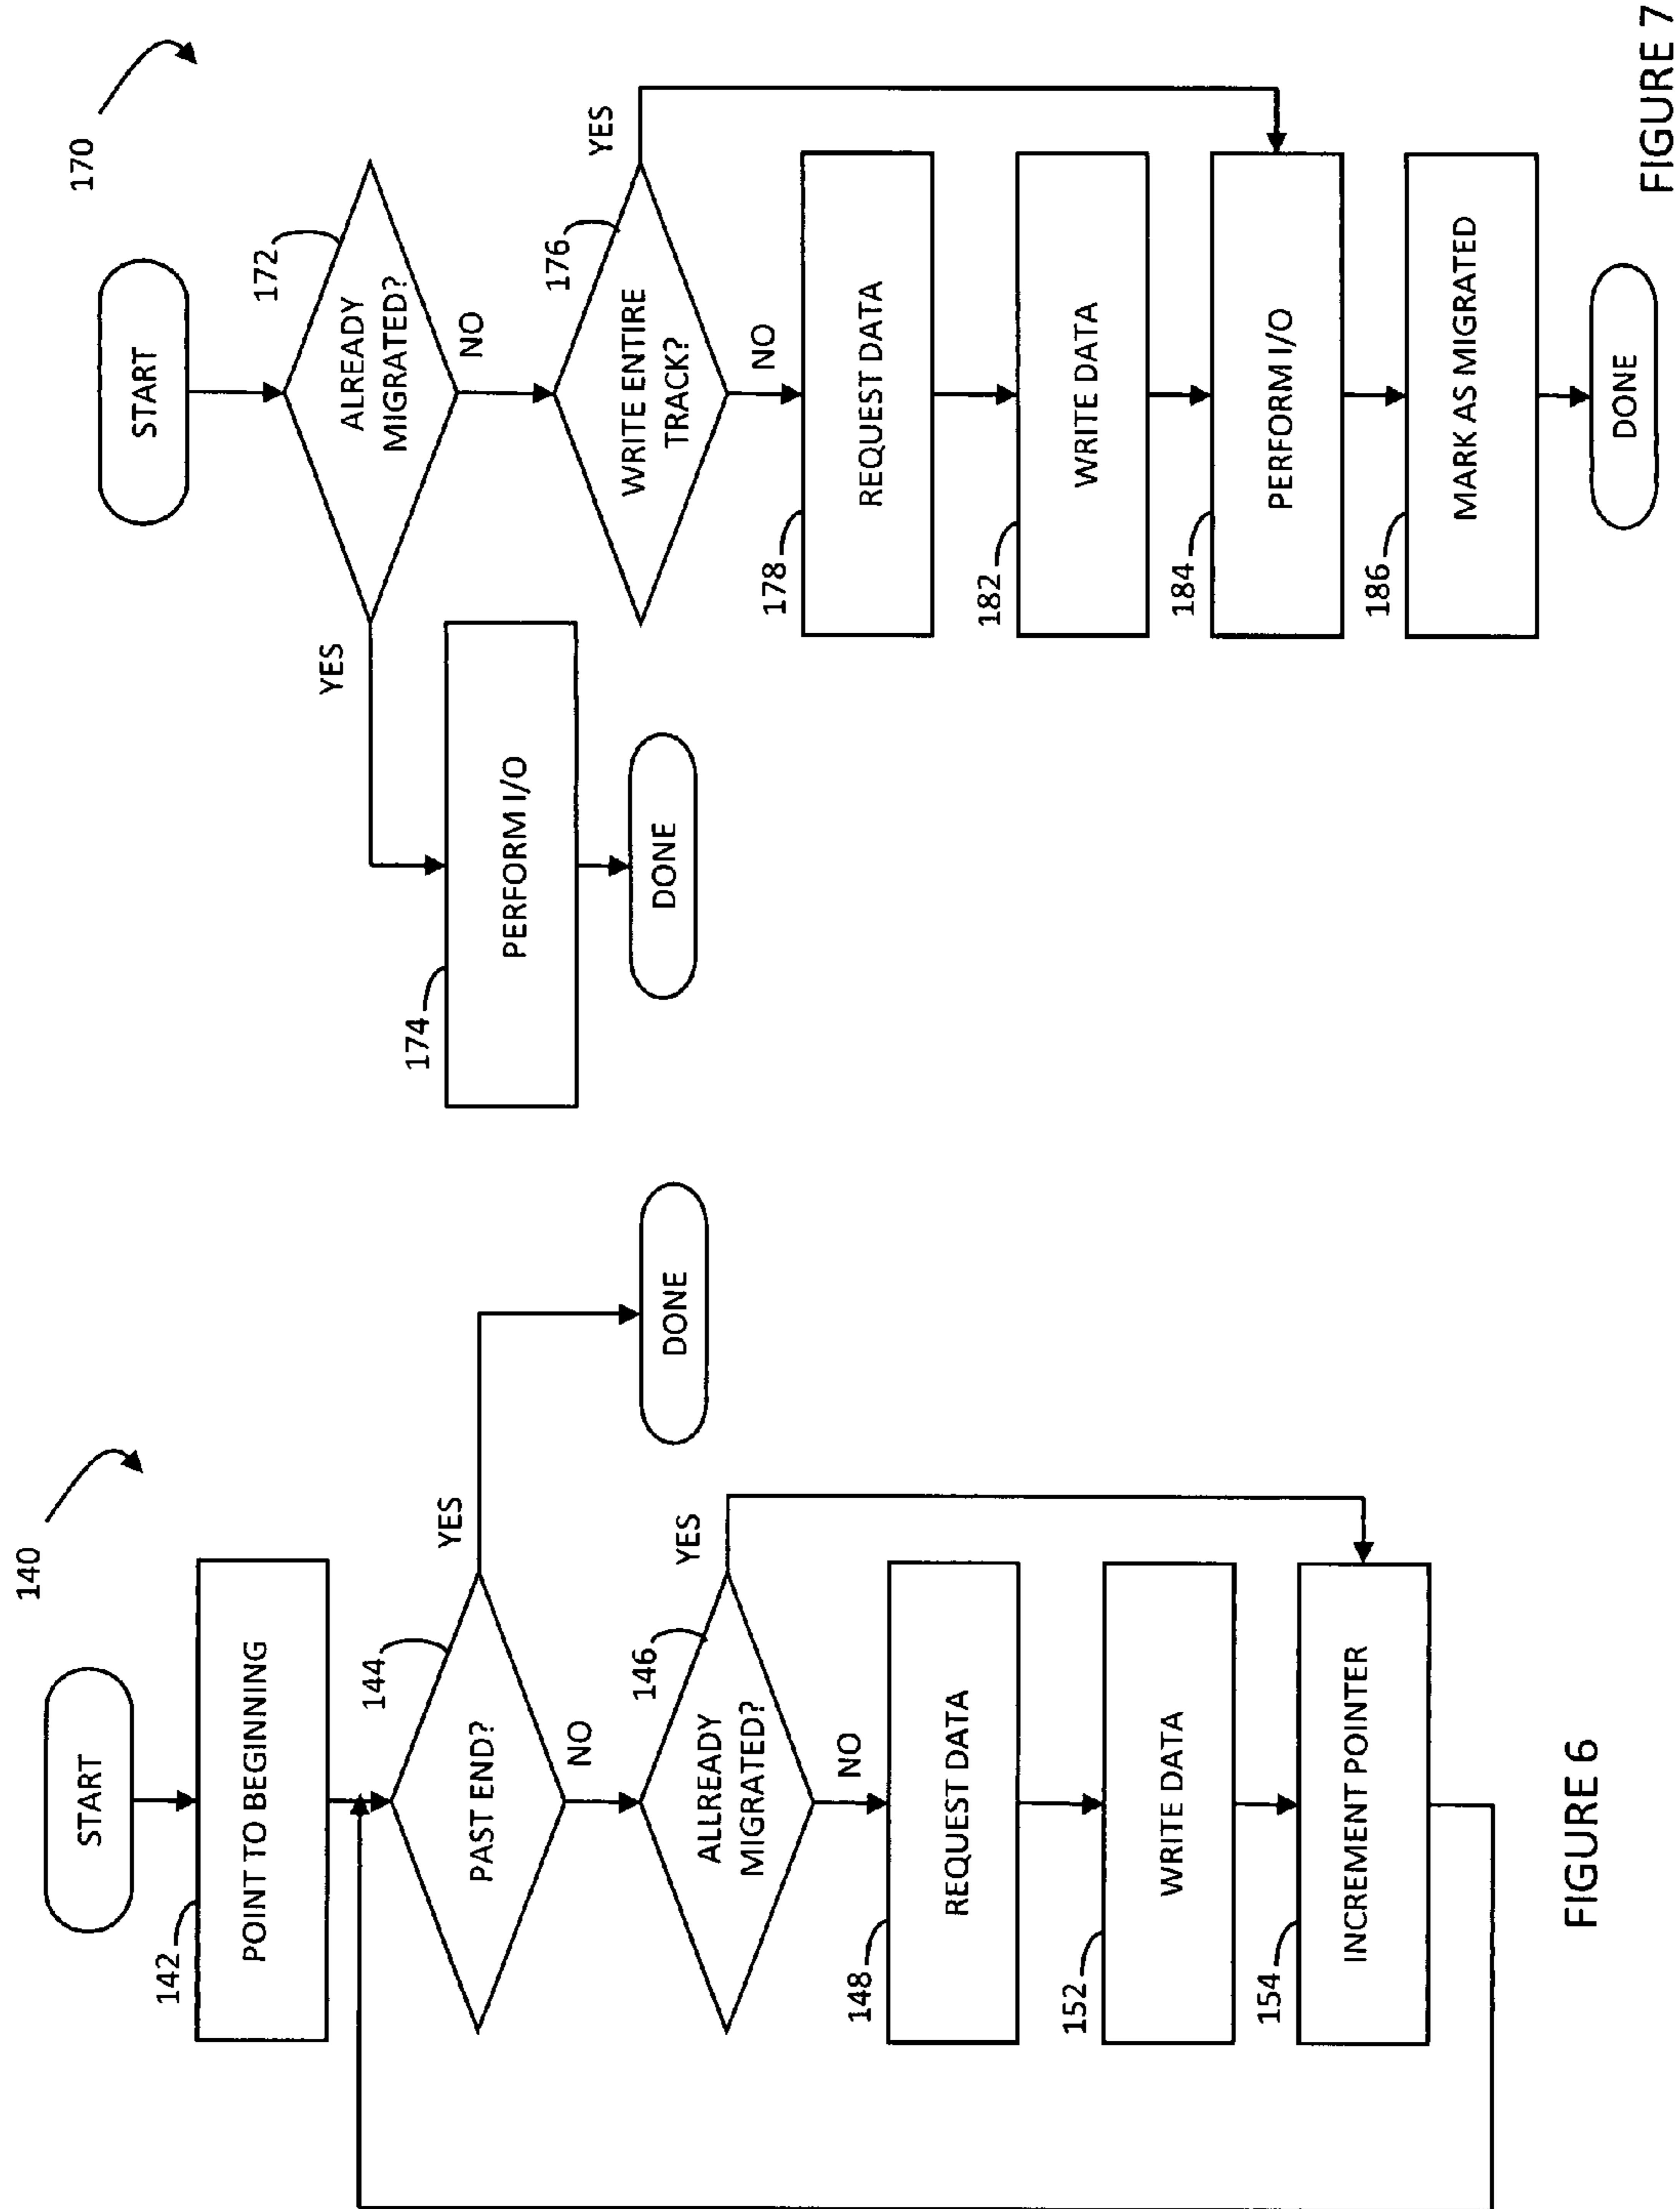 140
START
142
POINT TO BEGINNING
144
PAST END?
YES
NO
DONE
146
ALLREADY
MIGRATED?
YES
NO
148
REQUEST DATA
152
WRITE DATA
154
INCREMENT POINTER
FIGURE 6
170
START
172
ALREADY
MIGRATED?
YES
NO
174
PERFORM I/O
DONE
176
WRITE ENTIRE
TRACK?
YES
NO
178
REQUEST DATA
182
WRITE DATA
184
PERFORM I/O
186
MARK AS MIGRATED
DONE
FIGURE 7